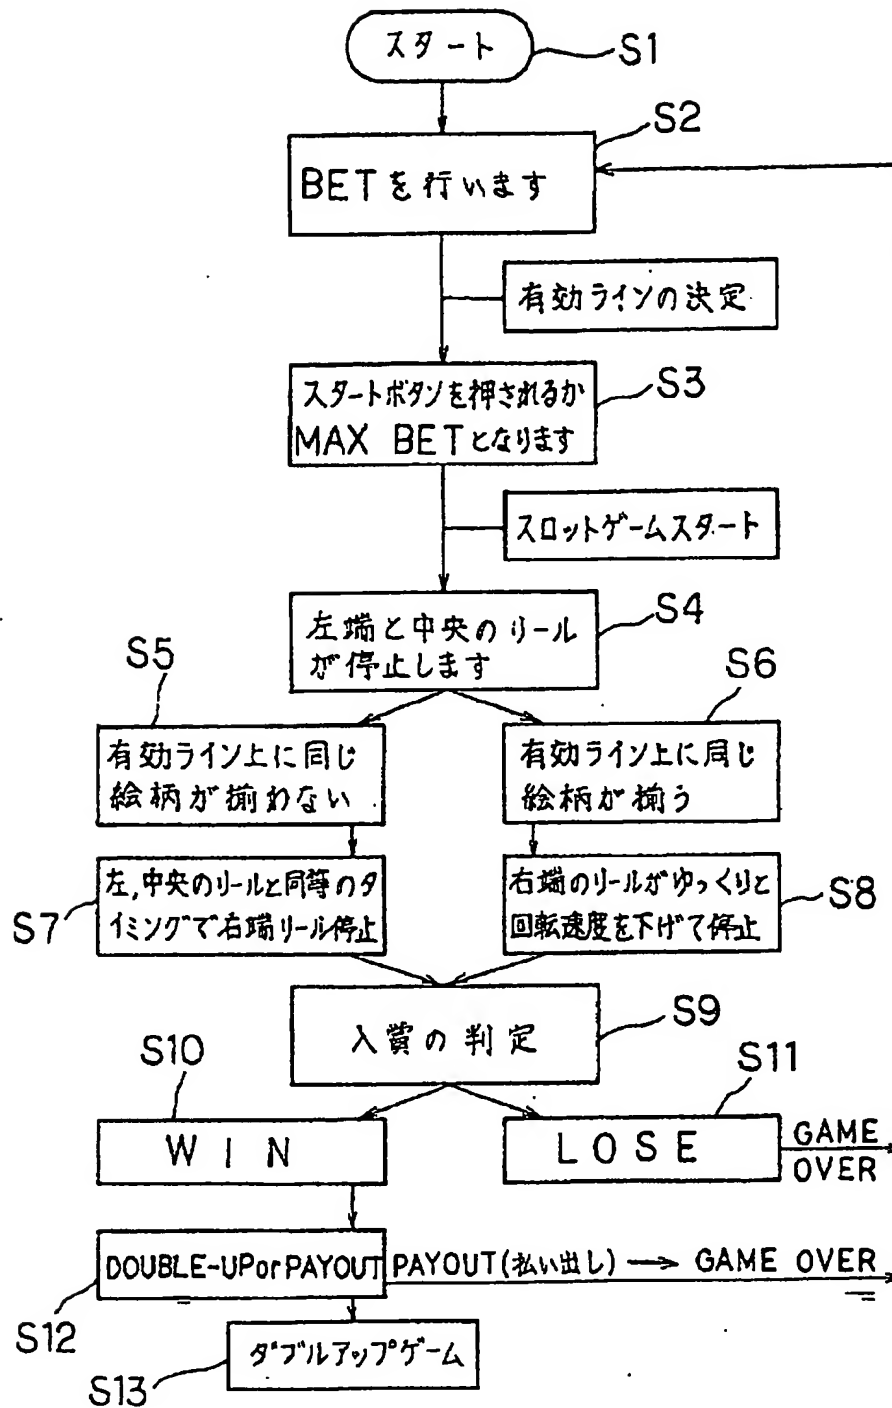 スタート
S1
S2
BETを行います
有効ラインの決定
S3
スタートボタンを押されるか
MAX BETとなります
スロットゲームスタート
S4
左端と中央のリール
が停止します
S5
S6
有効ライン上に同じ
絵柄が揃わない
有効ライン上に同じ
絵柄が揃う
S7
左,中央のリールと同等のタ
イミングで右端リール停止
右端のリールがゆっくりと
回転速度を下げて停止
S8
S9
入賞の判定
S10
S11
WIN
LOSE
GAME
OVER
DOUBLE-UPorPAYOUT
PAYOUT(払い出し)→GAME OVER
S12
ダブルアップゲーム
S13